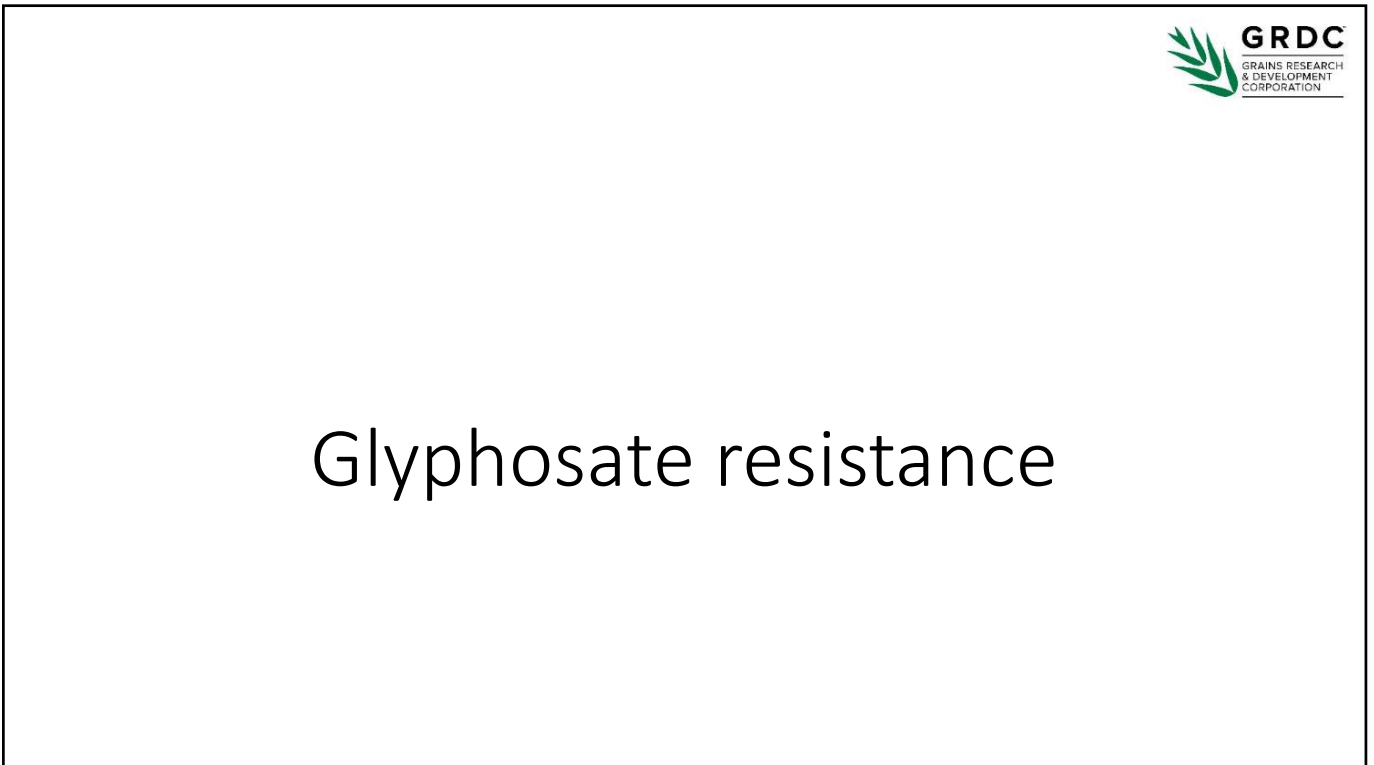 GRDC
GRAINS RESEARCH
& DEVELOPMENT
CORPORATION
Glyphosate resistance